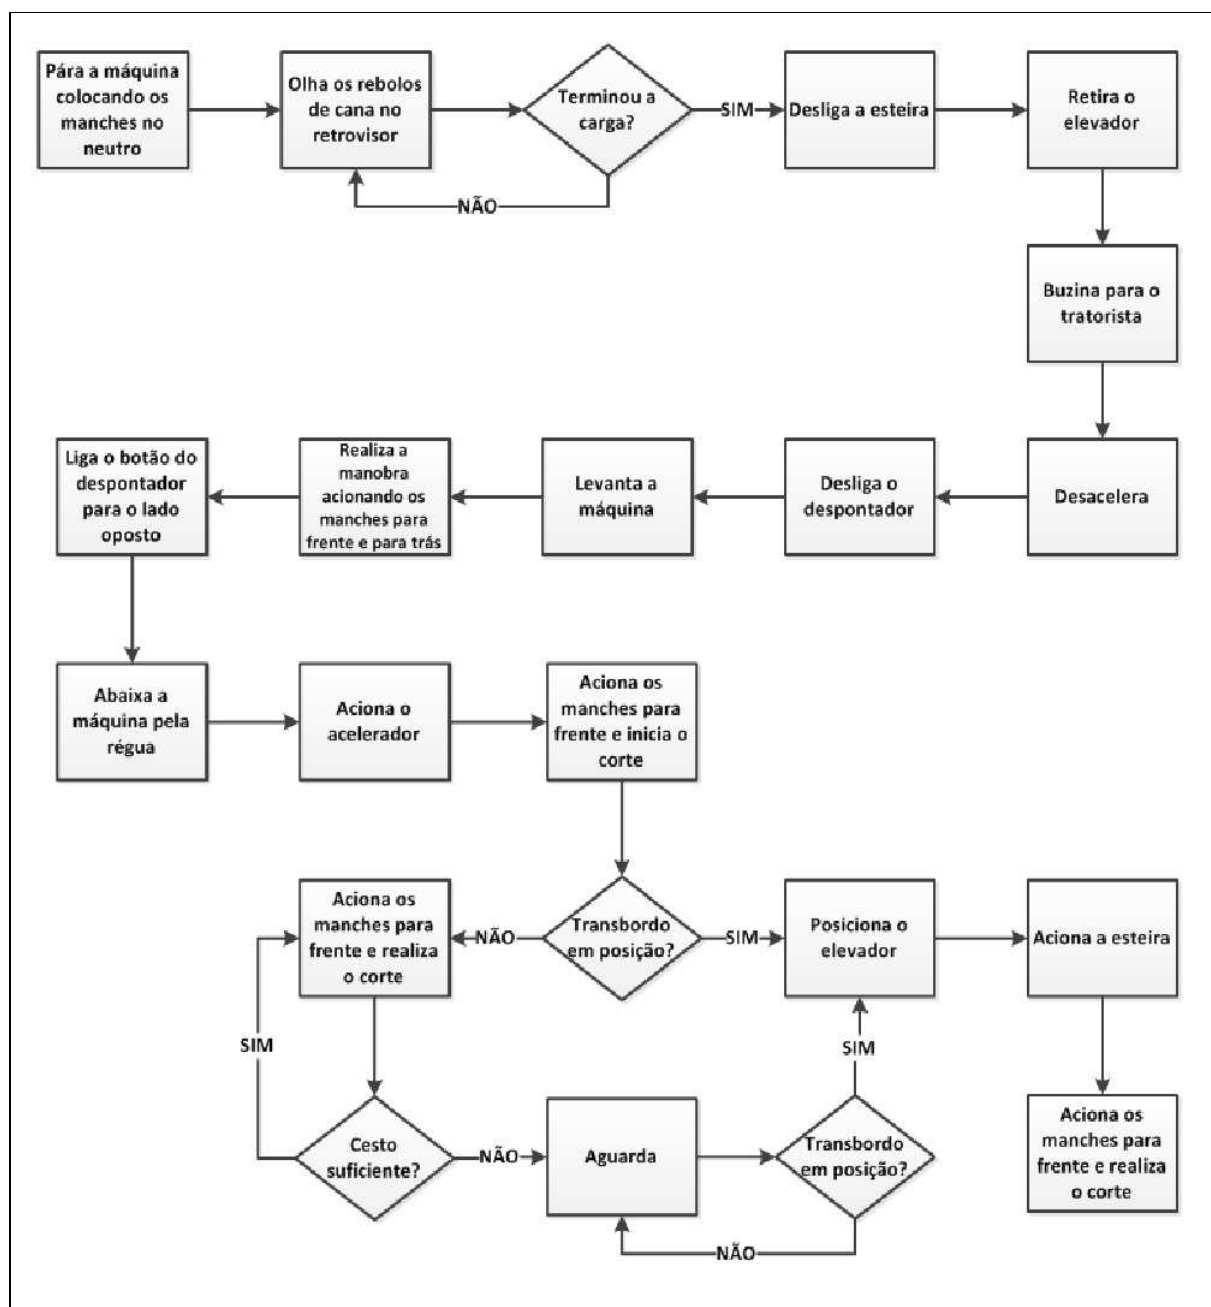 Pára a máquina
colocando os
manches no
neutro
Olha os rebolos
de cana no
retrovisor
Terminou a
carga?
SIM
Desliga a esteira
Retira o
elevador
NÃO
Buzina para o
tratorista
Liga o botão do
despontador
para o lado
oposto
Realiza a
manobra
acionando os
manches para
frente e para trás
Levanta a
máquina
Desliga o
despontador
Desacelera
Abaixa a
máquina pela
régua
Aciona o
acelerador
Aciona os
manches para
frente e inicia o
corte
Aciona os
manches para
frente e realiza
o corte
NÃO
Transbordo
em posição?
SIM
Posiciona o
elevador
Aciona a esteira
SIM
SIM
Cesto
suficiente?
NÃO
Aguarda
Transbordo
em posição?
Aciona os
manches para
frente e realiza
o corte
NÃO